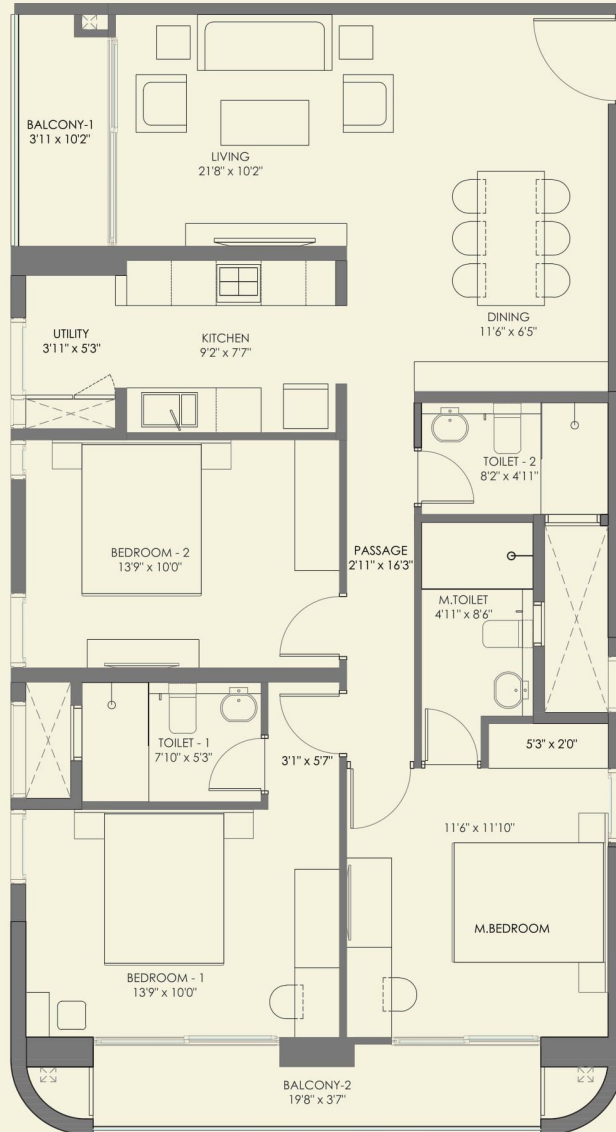 BALCONY-1
3'11 x 10'2"
LIVING
21'8" x 10'2"
DINING
11'6" x 6'5"
UTILITY
3'11" x 5'3"
KITCHEN
9'2" x 7'7"
TOILET - 2
8'2" x 4'11"
BEDROOM - 2
13'9" x 10'0"
PASSAGE
2'11" x 16'3"
M.TOILET
4'11" x 8'6"
TOILET - 1
7'10" x 5'3"
3'1" x 5'7"
5'3" x 2'0"
11'6" x 11'10"
M.BEDROOM
BEDROOM - 1
13'9" x 10'0"
BALCONY-2
19'8" x 3'7"